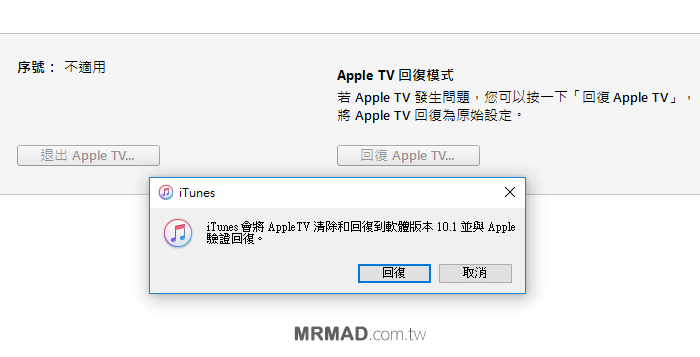 序號： 不適用
Apple TV 回復模式
若 Apple TV 發生問題，您可以按一下「回復 Apple TV」，
將 Apple TV 回復為原始設定。
退出 Apple TV...
回復 Apple TV...
iTunes
iTunes 會將 AppleTV 清除和回復到軟體版本 10.1 並與 Apple
驗證回復。
回復
取消
MRMAD.com.tw